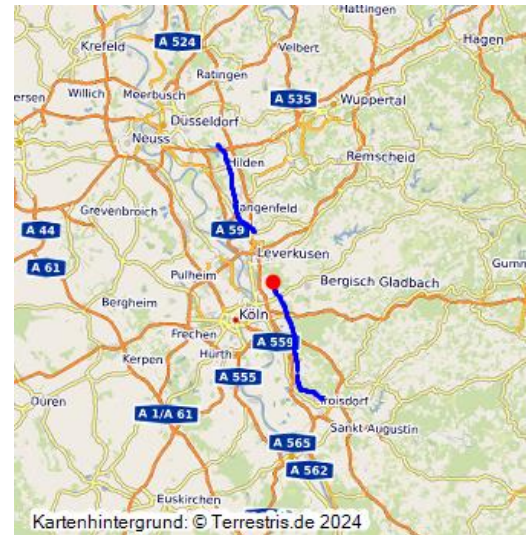 Hattingen
Krefeld
A 524
Velbert
Hagen
Ratingen
A 535
Willich
Meerbusch
Wuppertal
ersen
Düsseldorf
Neuss
Hilden
Remscheid
Grevenbroich
angenfeld
A 44
A 59
Leverkusen
A 61
Pulheim
Gumm
Bergisch Gladbach
Bergheim
Köln
Frechen
A 559
Kerpen
Hürth
A 555
Düren
Troisdorf
A 1/A 61
Sankt Augustin
A 565
A 562
Euskirchen
Kartenhintergrund: © Terrestris.de 2024